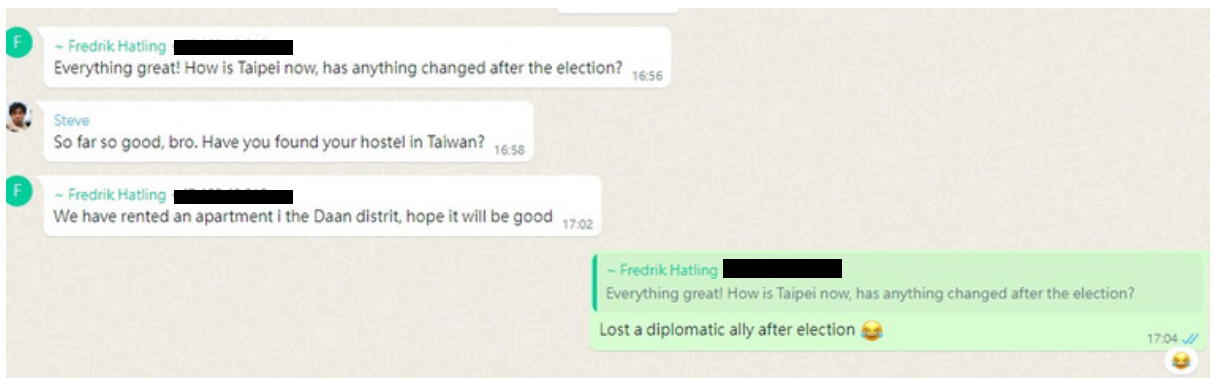 F
~ Fredrik Hatling
Everything great! How is Taipei now, has anything changed after the election? 16:56
Steve
So far so good, bro. Have you found your hostel in Taiwan? 16:58
F
~ Fredrik Hatling
We have rented an apartment i the Daan distrit, hope it will be good 17:02
~ Fredrik Hatling
Everything great! How is Taipei now, has anything changed after the election?
Lost a diplomatic ally after election 😂
17:04
😂